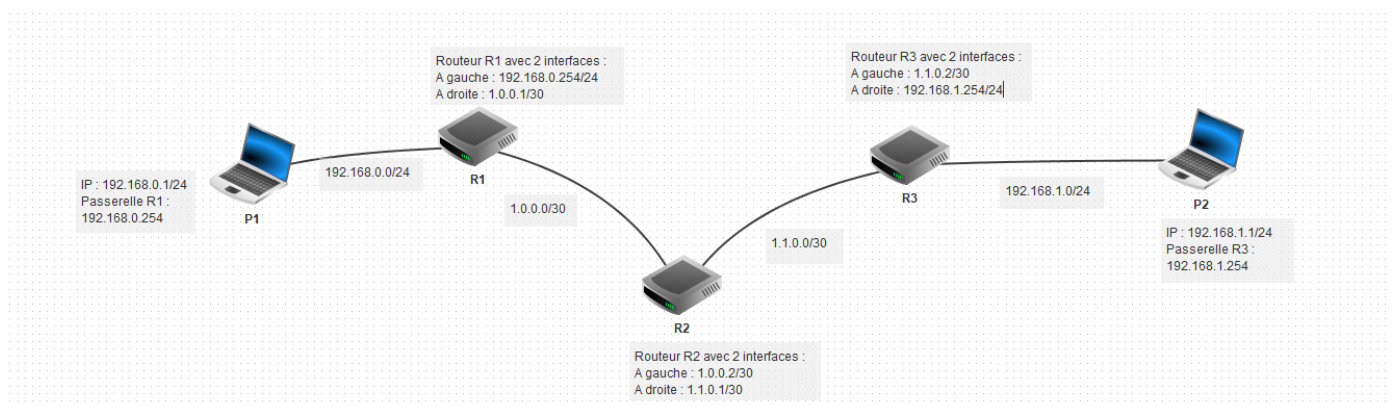 Routeur R1 avec 2 interfaces :
A gauche : 192.168.0.254/24
A droite : 1.0.0.1/30
Routeur R3 avec 2 interfaces :
A gauche : 1.1.0.2/30
A droite : 192.168.1.254/24
IP : 192.168.0.1/24
Passerelle R1 :
192.168.0.254
P1
192.168.0.0/24
R1
1.0.0.0/30
R2
Routeur R2 avec 2 interfaces :
A gauche : 1.0.0.2/30
A droite : 1.1.0.1/30
1.1.0.0/30
R3
192.168.1.0/24
P2
IP : 192.168.1.1/24
Passerelle R3 :
192.168.1.254